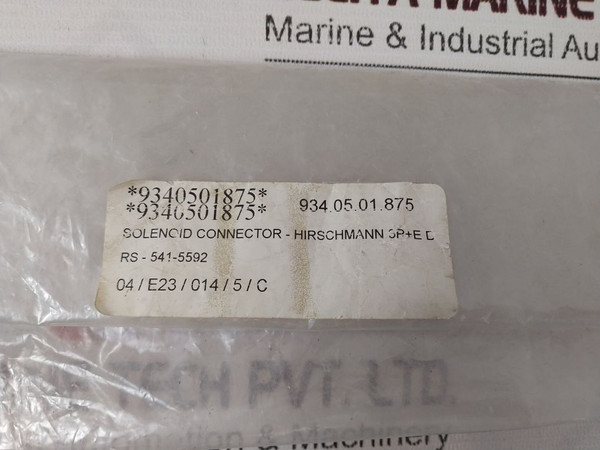 MARINE
Marine & Industrial Au
*9340501875*
*9340501875* 934.05.01.875
SOLENOID CONNECTOR - HIRSCHMANN 3P+E D
RS - 541-5592
04 / E23 / 014 / 5 / C
TECH PVT. LTD.
& Machinery